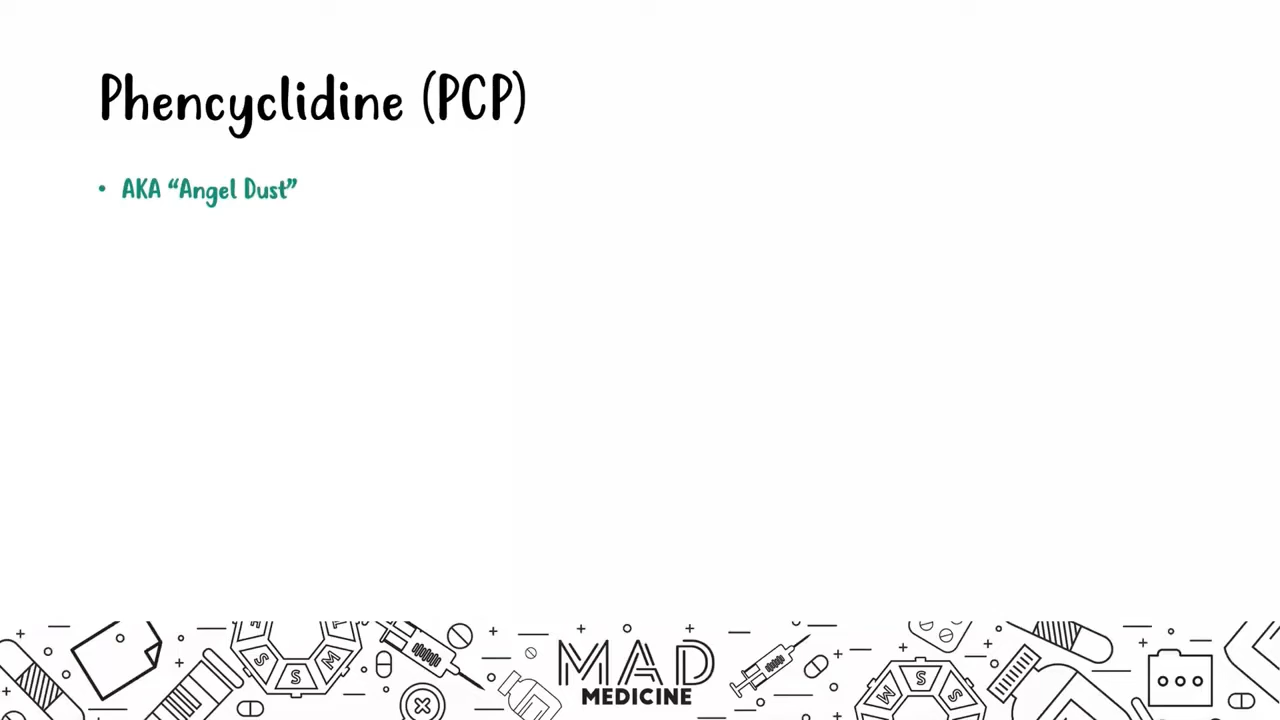 Phencyclidine (PCP)
• AKA “Angel Dust”
S
M
S
MAD
MEDICINE
M
S
S